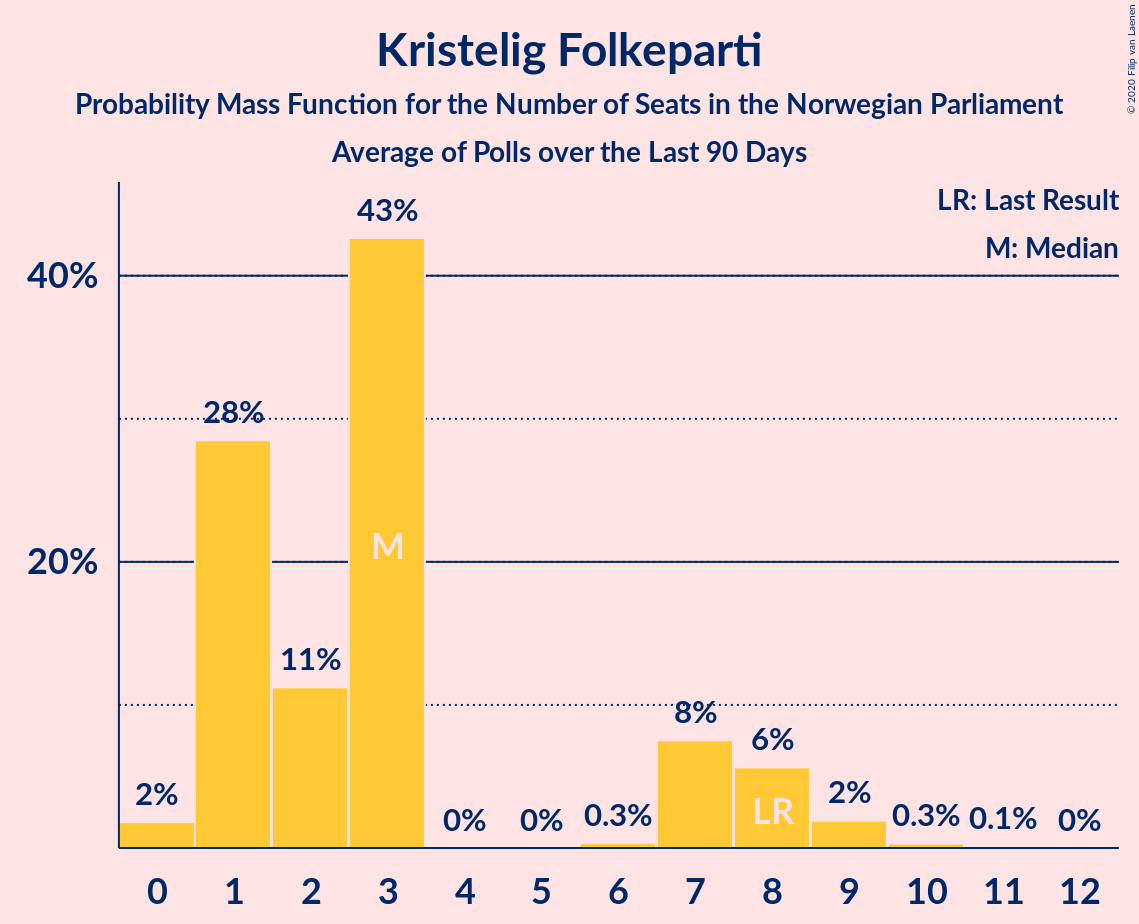 Kristelig Folkeparti
Probability Mass Function for the Number of Seats in the Norwegian Parliament
Average of Polls over the Last 90 Days
© 2020 Filip van Laenen
LR: Last Result
M: Median
40%
20%
2%
28%
11%
43%
0%
0%
0.3%
8%
6%
2%
0.3%
0.1%
0%
M
LR
0 1 2 3 4 5 6 7 8 9 10 11 12